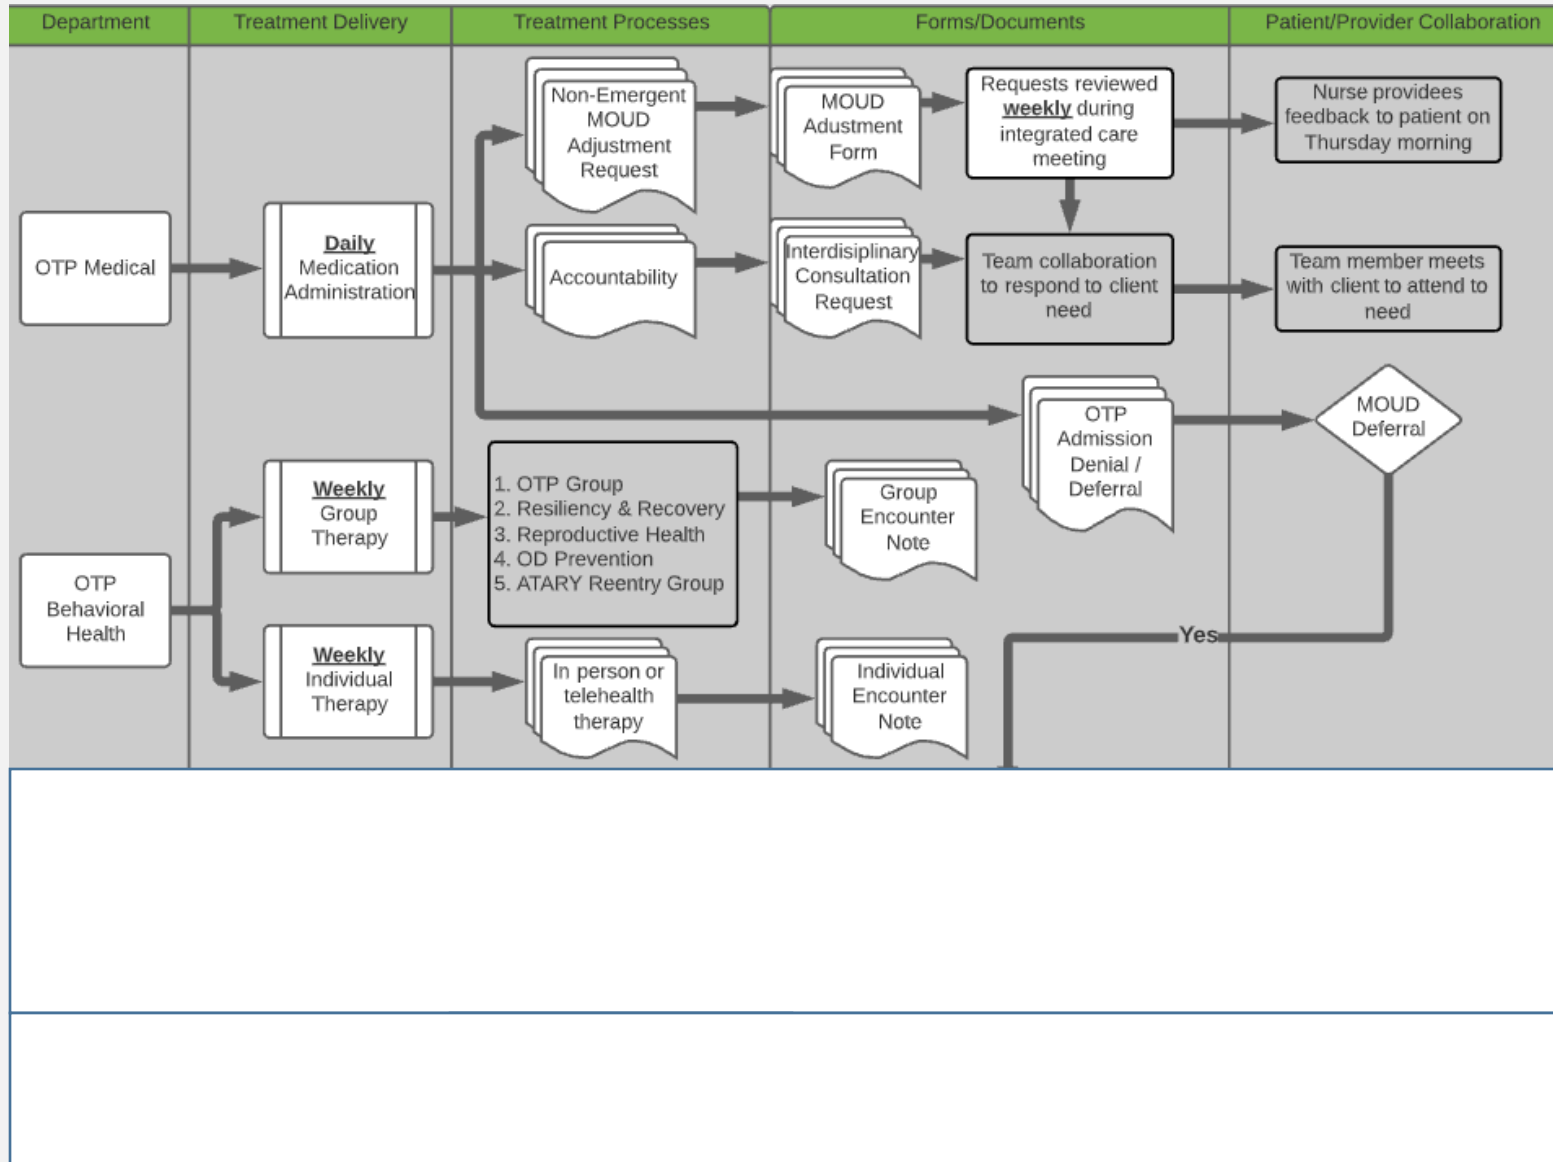 Department
Treatment Delivery
Treatment Processes
Forms/Documents
Patient/Provider Collaboration
Non-Emergent
MOUD
Adjustment
Request
MOUD
Adustment
Form
Requests reviewed
weekly during
integrated care
meeting
Nurse providees
feedback to patient on
Thursday morning
OTP Medical
Daily
Medication
Administration
Accountability
Interdisiplinary
Consultation
Request
Team collaboration
to respond to client
need
Team member meets
with client to attend to
need
OTP
Admission
Denial /
Deferral
MOUD
Deferral
Weekly
Group
Therapy
1. OTP Group
2. Resiliency & Recovery
3. Reproductive Health
4. OD Prevention
5. ATARY Reentry Group
Group
Encounter
Note
OTP
Behavioral
Health
Yes
Weekly
Individual
Therapy
In person or
telehealth
therapy
Individual
Encounter
Note